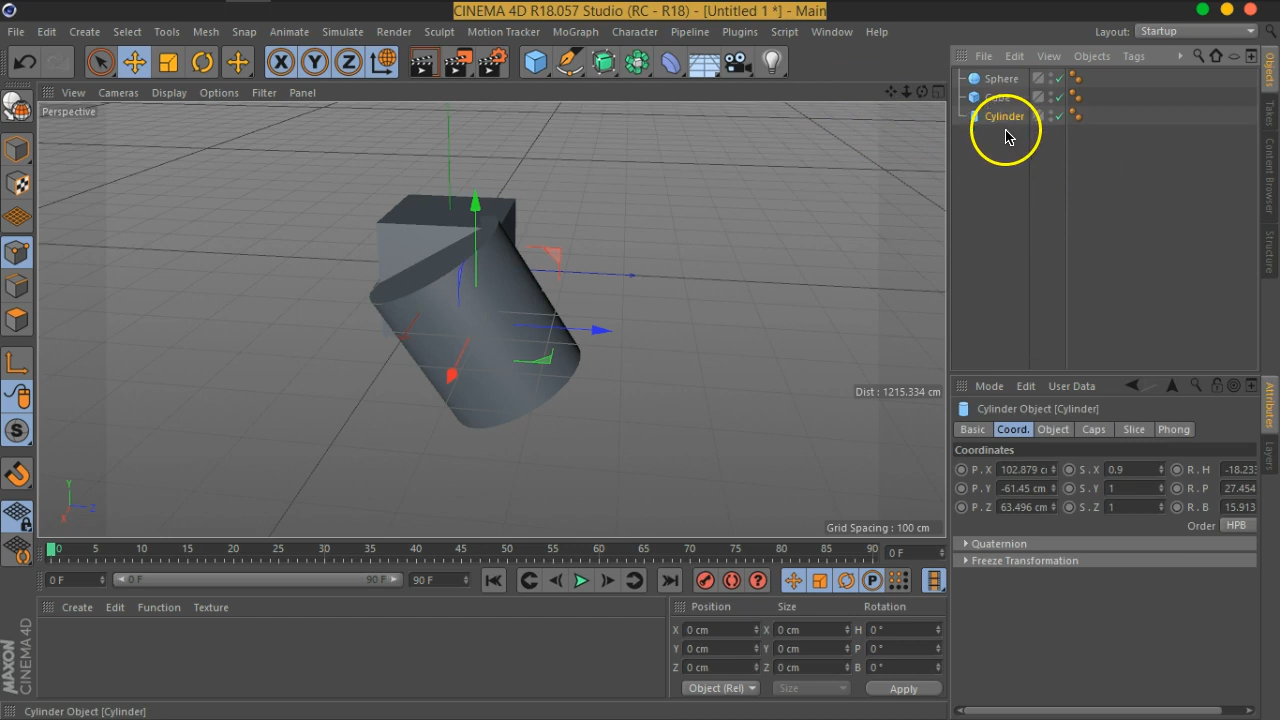 CINEMA 4D R18.057 Studio (RC - R18) - [Untitled 1 *] - Main
File Edit Create Select Tools Mesh Snap Animate Simulate Render Sculpt Motion Tracker MoGraph Character Pipeline Plugins Script Window Help Layout: Startup
X Y Z
File Edit View Objects Tags
View Cameras Display Options Filter Panel
Perspective
Sphere
Cube
Cylinder
Objects
Takes
Content Browser
Structure
Dist : 1215.334 cm
Y
Z
X
Grid Spacing : 100 cm
Mode Edit User Data
Cylinder Object [Cylinder]
Basic Coord. Object Caps Slice Phong
Coordinates
P . X 102.879 c S . X 0.9 R . H -18.233
P . Y -61.45 cm S . Y 1 R . P 27.454
P . Z 63.496 cm S . Z 1 R . B 15.913
Order HPB
Quaternion
Freeze Transformation
Attributes
Layers
S
0 5 10 15 20 25 30 35 40 45 50 55 60 65 70 75 80 85 90 0 F
0 F 0 F 90 F 90 F
P
Create Edit Function Texture
Position Size Rotation
X 0 cm X 0 cm H 0 °
Y 0 cm Y 0 cm P 0 °
Z 0 cm Z 0 cm B 0 °
Object (Rel) Size Apply
MAXON
CINEMA 4D
Cylinder Object [Cylinder]